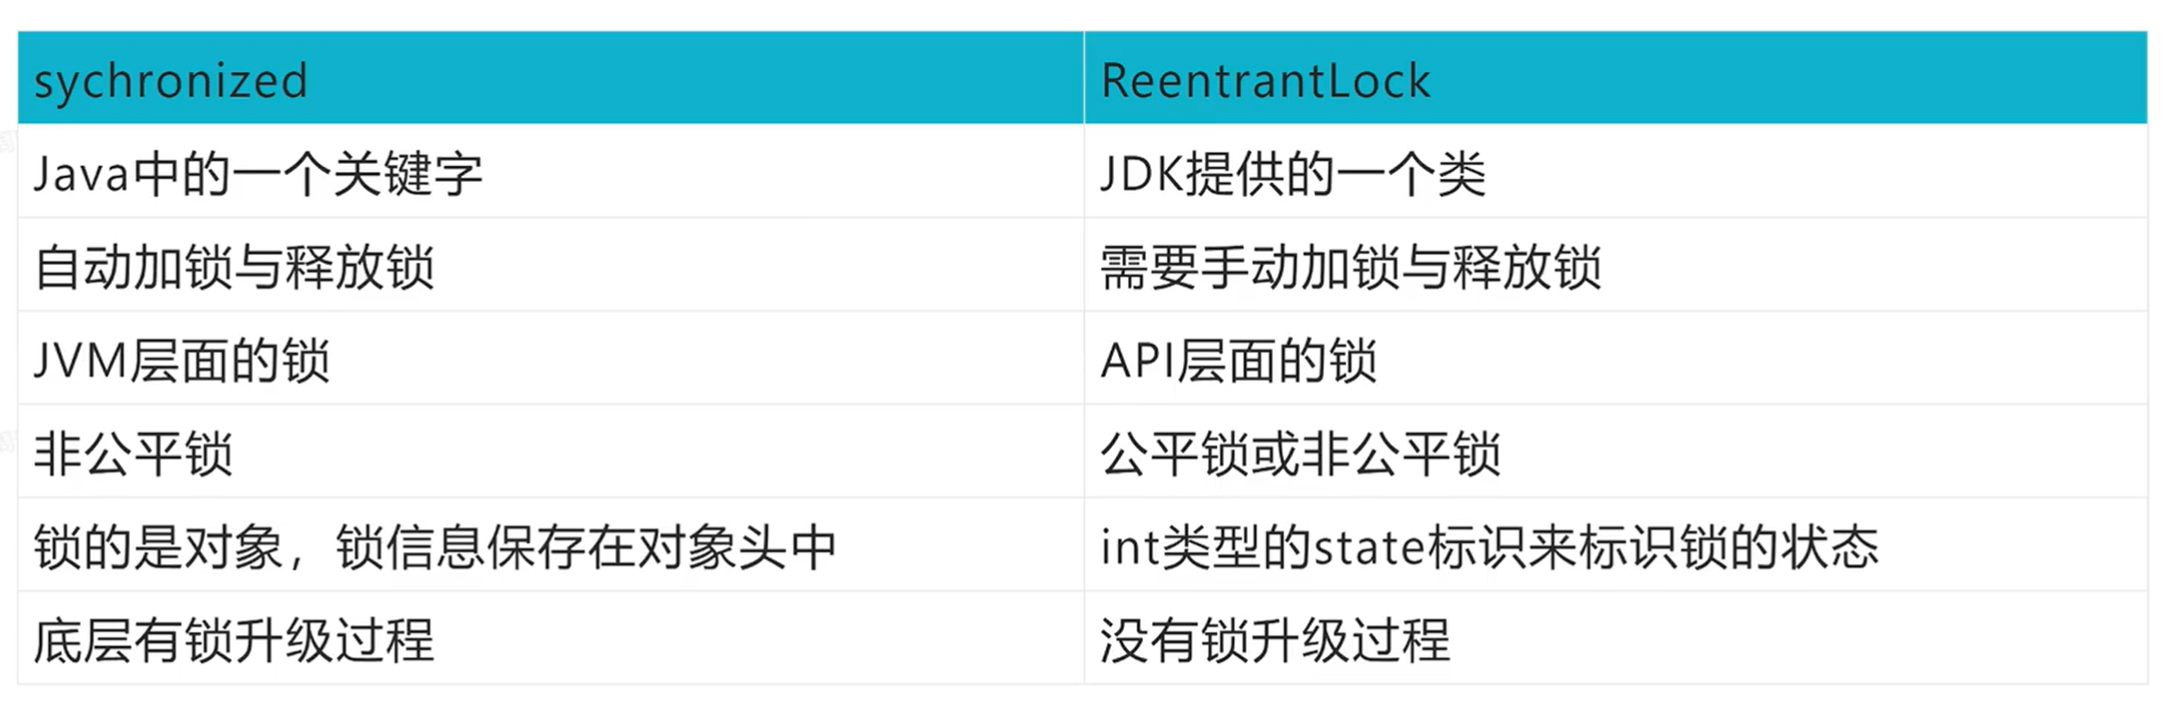 sychronized
ReentrantLock
Java中的一个关键字
JDK提供的一个类
自动加锁与释放锁
需要手动加锁与释放锁
JVM层面的锁
API层面的锁
非公平锁
公平锁或非公平锁
锁的是对象，锁信息保存在对象头中
int类型的state标识来标识锁的状态
底层有锁升级过程
没有锁升级过程